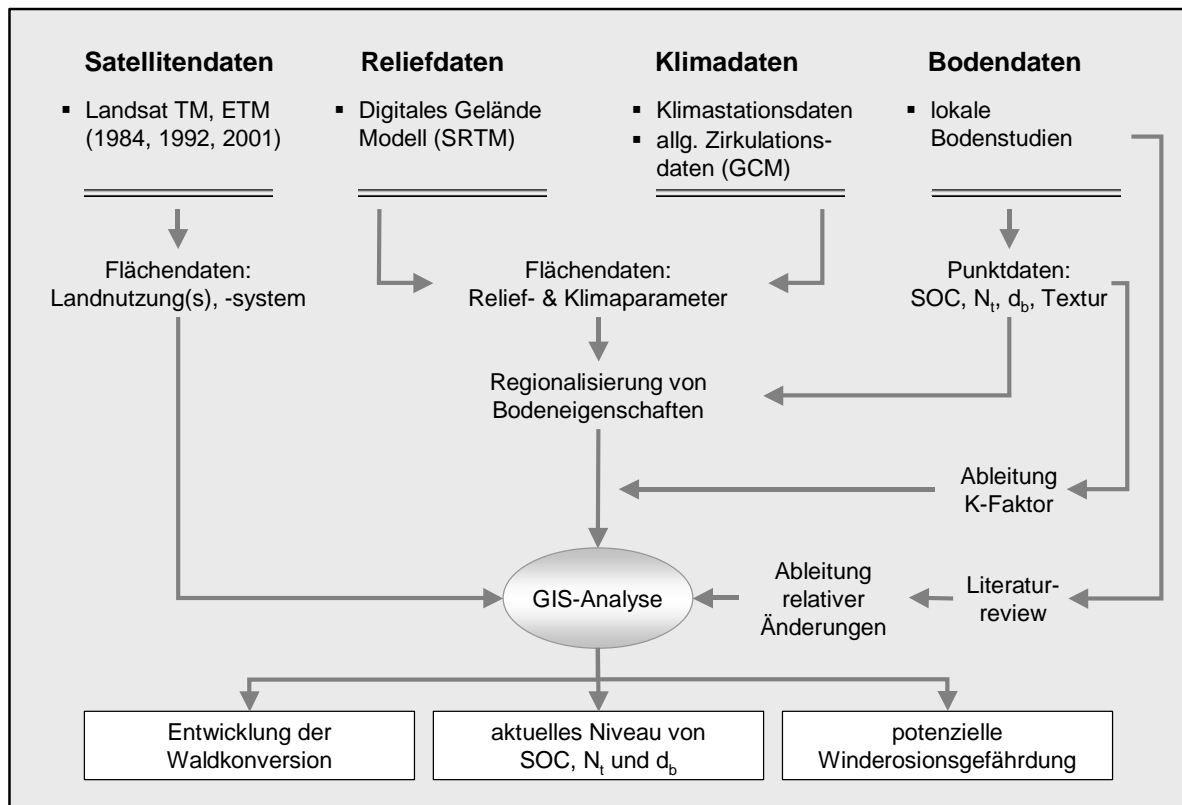 Satellitendaten
▪ Landsat TM, ETM
(1984, 1992, 2001)
Reliefdaten
▪ Digitales Gelände
Modell (SRTM)
Klimadaten
▪ Klimastationsdaten
▪ allg. Zirkulations-
daten (GCM)
Bodendaten
▪ lokale
Bodenstudien
Flächendaten:
Landnutzung(s), -system
Flächendaten:
Relief- & Klimaparameter
Punktdaten:
SOC, Nt, db, Textur
Regionalisierung von
Bodeneigenschaften
Ableitung
K-Faktor
GIS-Analyse
Ableitung
relativer
Änderungen
Literatur-
review
Entwicklung der
Waldkonversion
aktuelles Niveau von
SOC, Nt und db
potenzielle
Winderosionsgefährdung